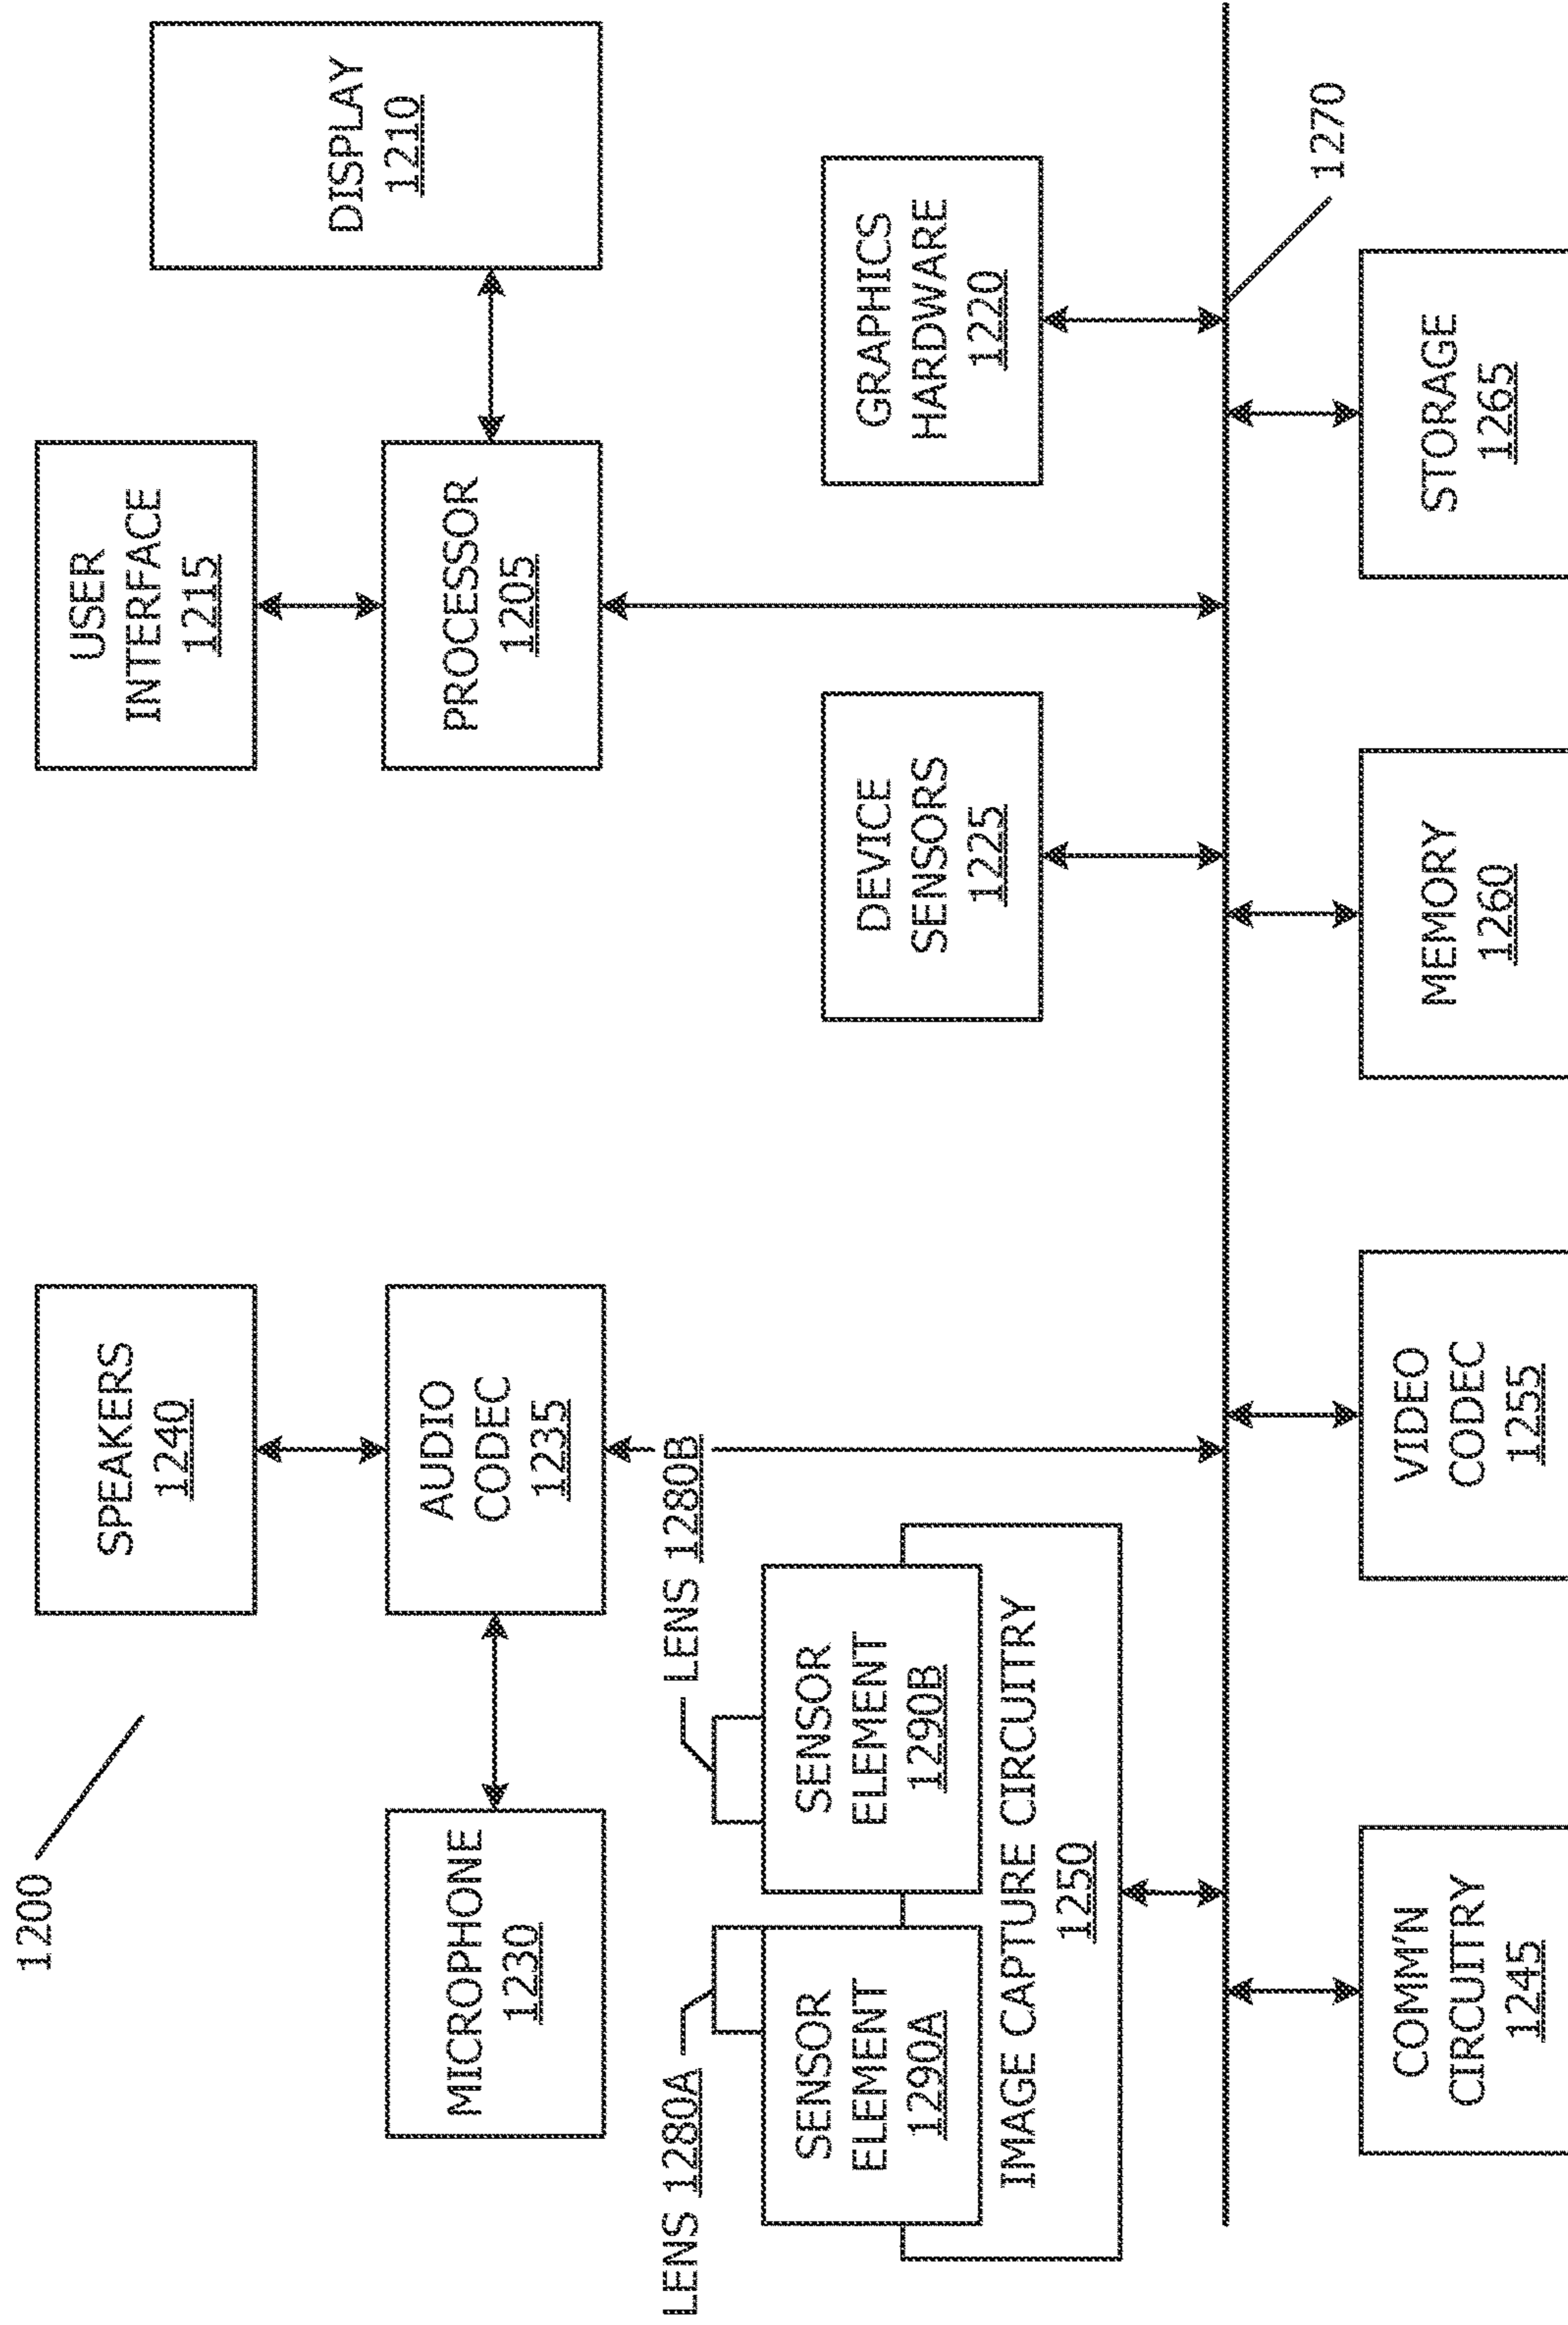 1200
SPEAKERS
1240
USER
INTERFACE
1215
MICROPHONE
1230
AUDIO
CODEC
1235
PROCESSOR
1205
DISPLAY
1210
LENS 1280A
LENS 1280B
SENSOR
ELEMENT
1290A
SENSOR
ELEMENT
1290B
IMAGE CAPTURE CIRCUITRY
1250
DEVICE
SENSORS
1225
GRAPHICS
HARDWARE
1220
1270
COMM'N
CIRCUITRY
1245
VIDEO
CODEC
1255
MEMORY
1260
STORAGE
1265